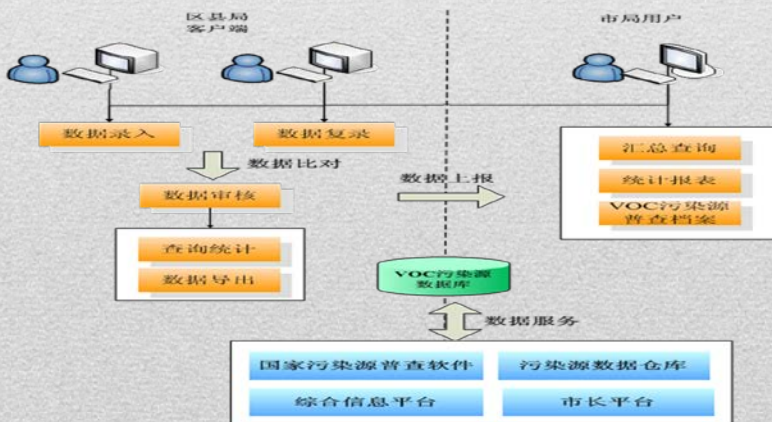 区县局
客户端
市局用户
数据录入
数据复录
数据比对
汇总查询
数据审核
数据上报
统计报表
VOC污染源
普查档案
查询统计
数据导出
VOC污染源
数据库
数据服务
国家污染源普查软件
污染源数据仓库
综合信息平台
市长平台